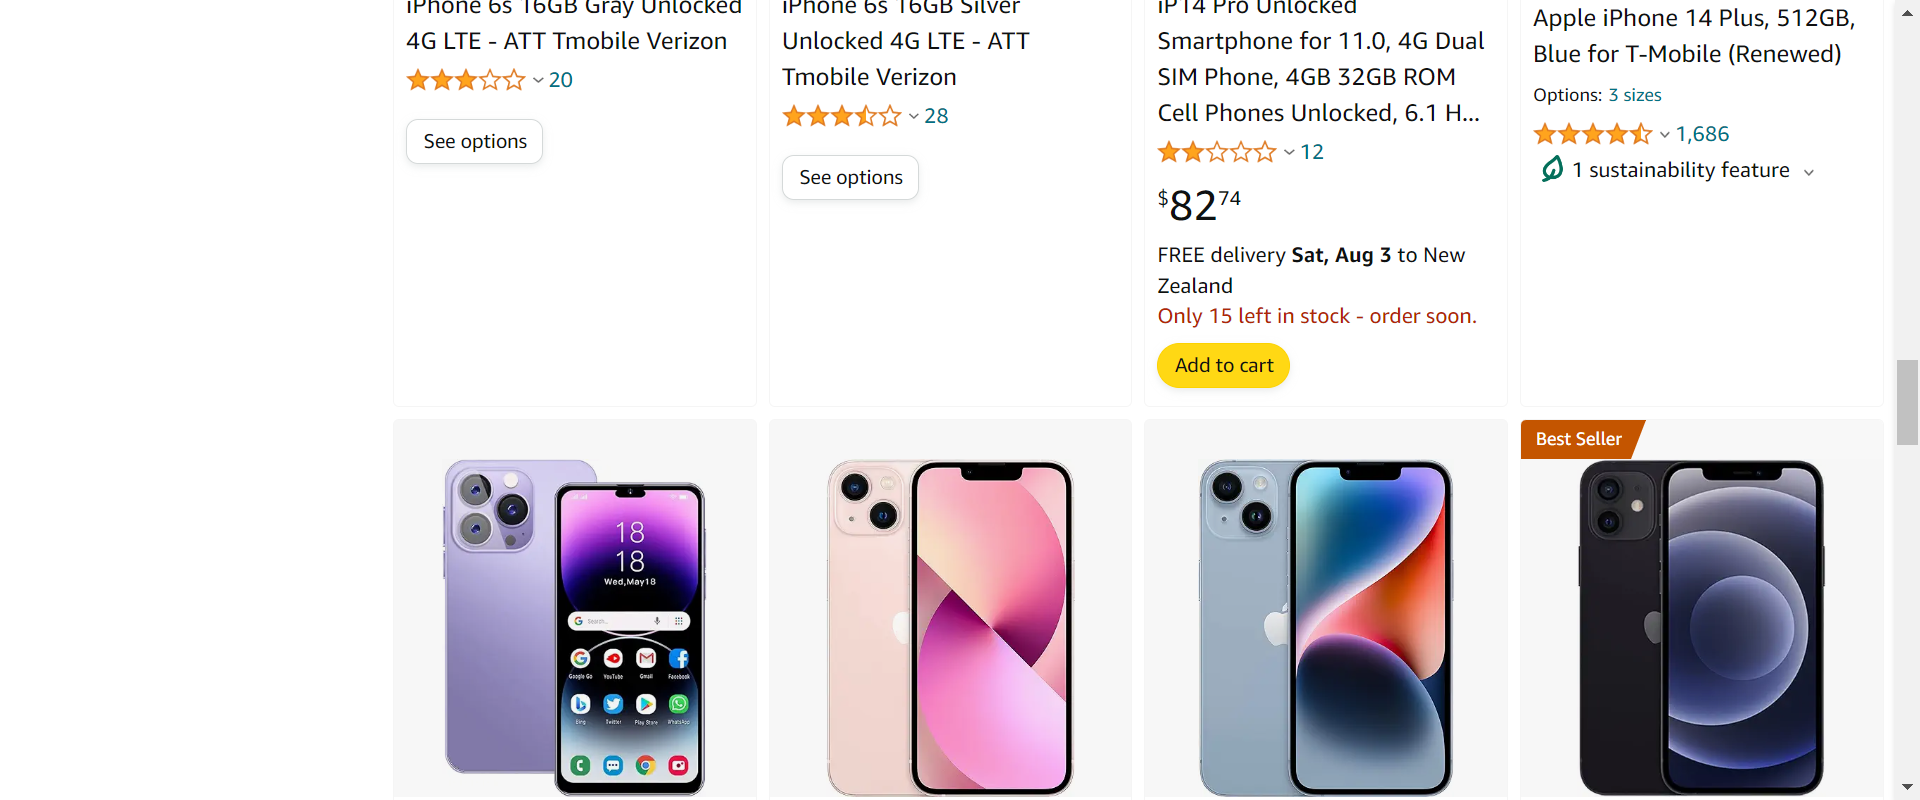 iPhone 6s 16GB Gray Unlocked
4G LTE - ATT Tmobile Verizon
20
See options
iPhone 6s 16GB Silver
Unlocked 4G LTE - ATT
Tmobile Verizon
28
See options
iP14 Pro Unlocked
Smartphone for 11.0, 4G Dual
SIM Phone, 4GB 32GB ROM
Cell Phones Unlocked, 6.1 H...
12
$82 74
FREE delivery Sat, Aug 3 to New
Zealand
Only 15 left in stock - order soon.
Add to cart
Apple iPhone 14 Plus, 512GB,
Blue for T-Mobile (Renewed)
Options: 3 sizes
1,686
1 sustainability feature
18
18
Wed,May18
Search...
Google Go YouTube Gmail Facebook
Bing Twitter Play Store WhatsApp
Best Seller